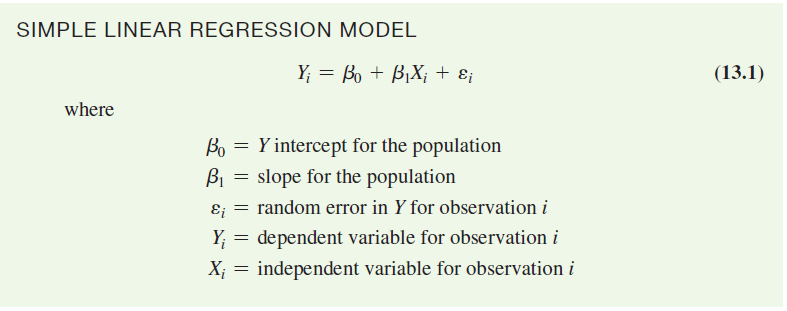 SIMPLE LINEAR REGRESSION MODEL
Yᵢ = β₀ + β₁Xᵢ + εᵢ (13.1)
where
β₀ = Y intercept for the population
β₁ = slope for the population
εᵢ = random error in Y for observation i
Yᵢ = dependent variable for observation i
Xᵢ = independent variable for observation i